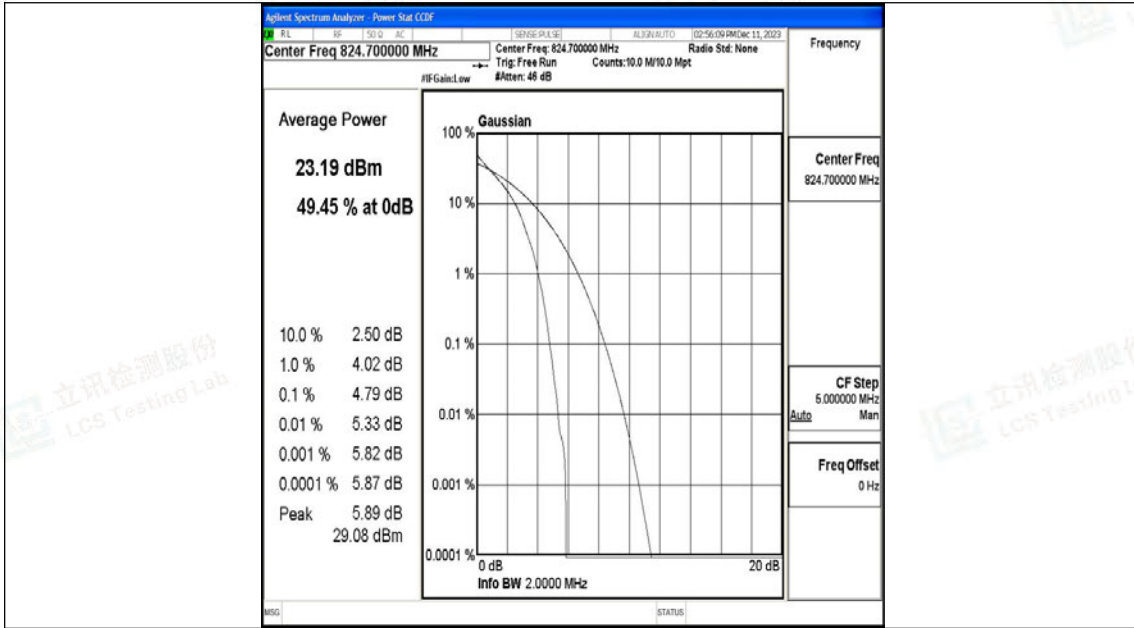 Agilent Spectrum Analyzer - Power Stat CCDF
RL RF 50 Ω AC SENSE:PULSE ALIGNAUTO 02:56:09 PM Dec 11, 2023
Center Freq 824.700000 MHz
Center Freq: 824.700000 MHz Radio Std: None
Trig: Free Run Counts:10.0 M/10.0 Mpt
#IFGain:Low #Atten: 46 dB
Frequency
Average Power
23.19 dBm
49.45 % at 0dB
10.0 % 2.50 dB
1.0 % 4.02 dB
0.1 % 4.79 dB
0.01 % 5.33 dB
0.001 % 5.82 dB
0.0001 % 5.87 dB
Peak 5.89 dB
29.08 dBm
Gaussian
100 %
10 %
1 %
0.1 %
0.01 %
0.001 %
0.0001 %
0 dB 20 dB
Info BW 2.0000 MHz
Center Freq
824.700000 MHz
CF Step
5.000000 MHz
Auto Man
Freq Offset
0 Hz
MSG STATUS
立讯检测股份
LCS Testing Lab
立讯检测股份
LCS Testing L